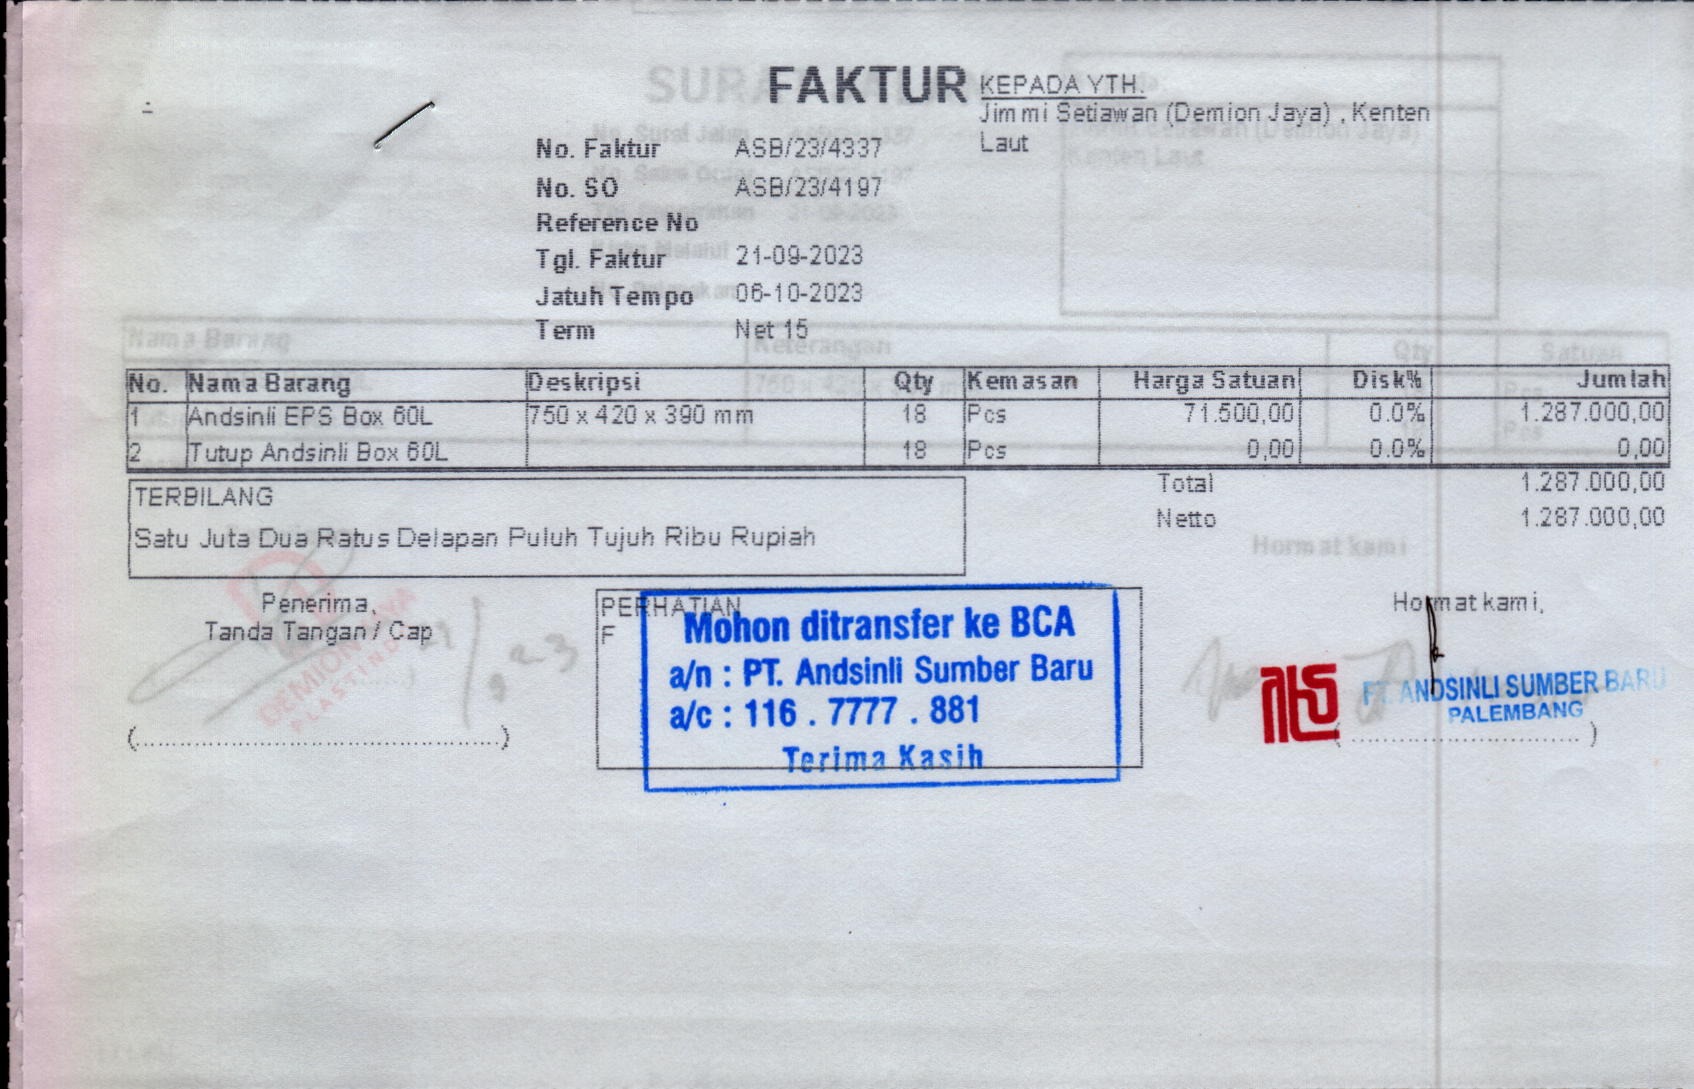 FAKTUR
KEPADA YTH.
Jimmi Setiawan (Demion Jaya) , Kenten
Laut
No. Faktur ASB/23/4337
No. SO ASB/23/4197
Reference No
Tgl. Faktur 21-09-2023
Jatuh Tempo 06-10-2023
Term Net 15
No. Nama Barang Deskripsi Qty Kemasan Harga Satuan Disk% Jumlah
1 Andsinli EPS Box 60L 750 x 420 x 390 mm 18 Pcs 71.500,00 0.0% 1.287.000,00
2 Tutup Andsinli Box 60L 18 Pcs 0,00 0.0% 0,00
Total 1.287.000,00
Netto 1.287.000,00
TERBILANG
Satu Juta Dua Ratus Delapan Puluh Tujuh Ribu Rupiah
Penerima,
Tanda Tangan / Cap
DEMION JAYA
PLASTINDO
(..........................................)
PERHATIAN
F
Mohon ditransfer ke BCA
a/n : PT. Andsinli Sumber Baru
a/c : 116 . 7777 . 881
Terima Kasih
Hormat kami,
PT. ANDSINLI SUMBER BARU
PALEMBANG
(..............................)